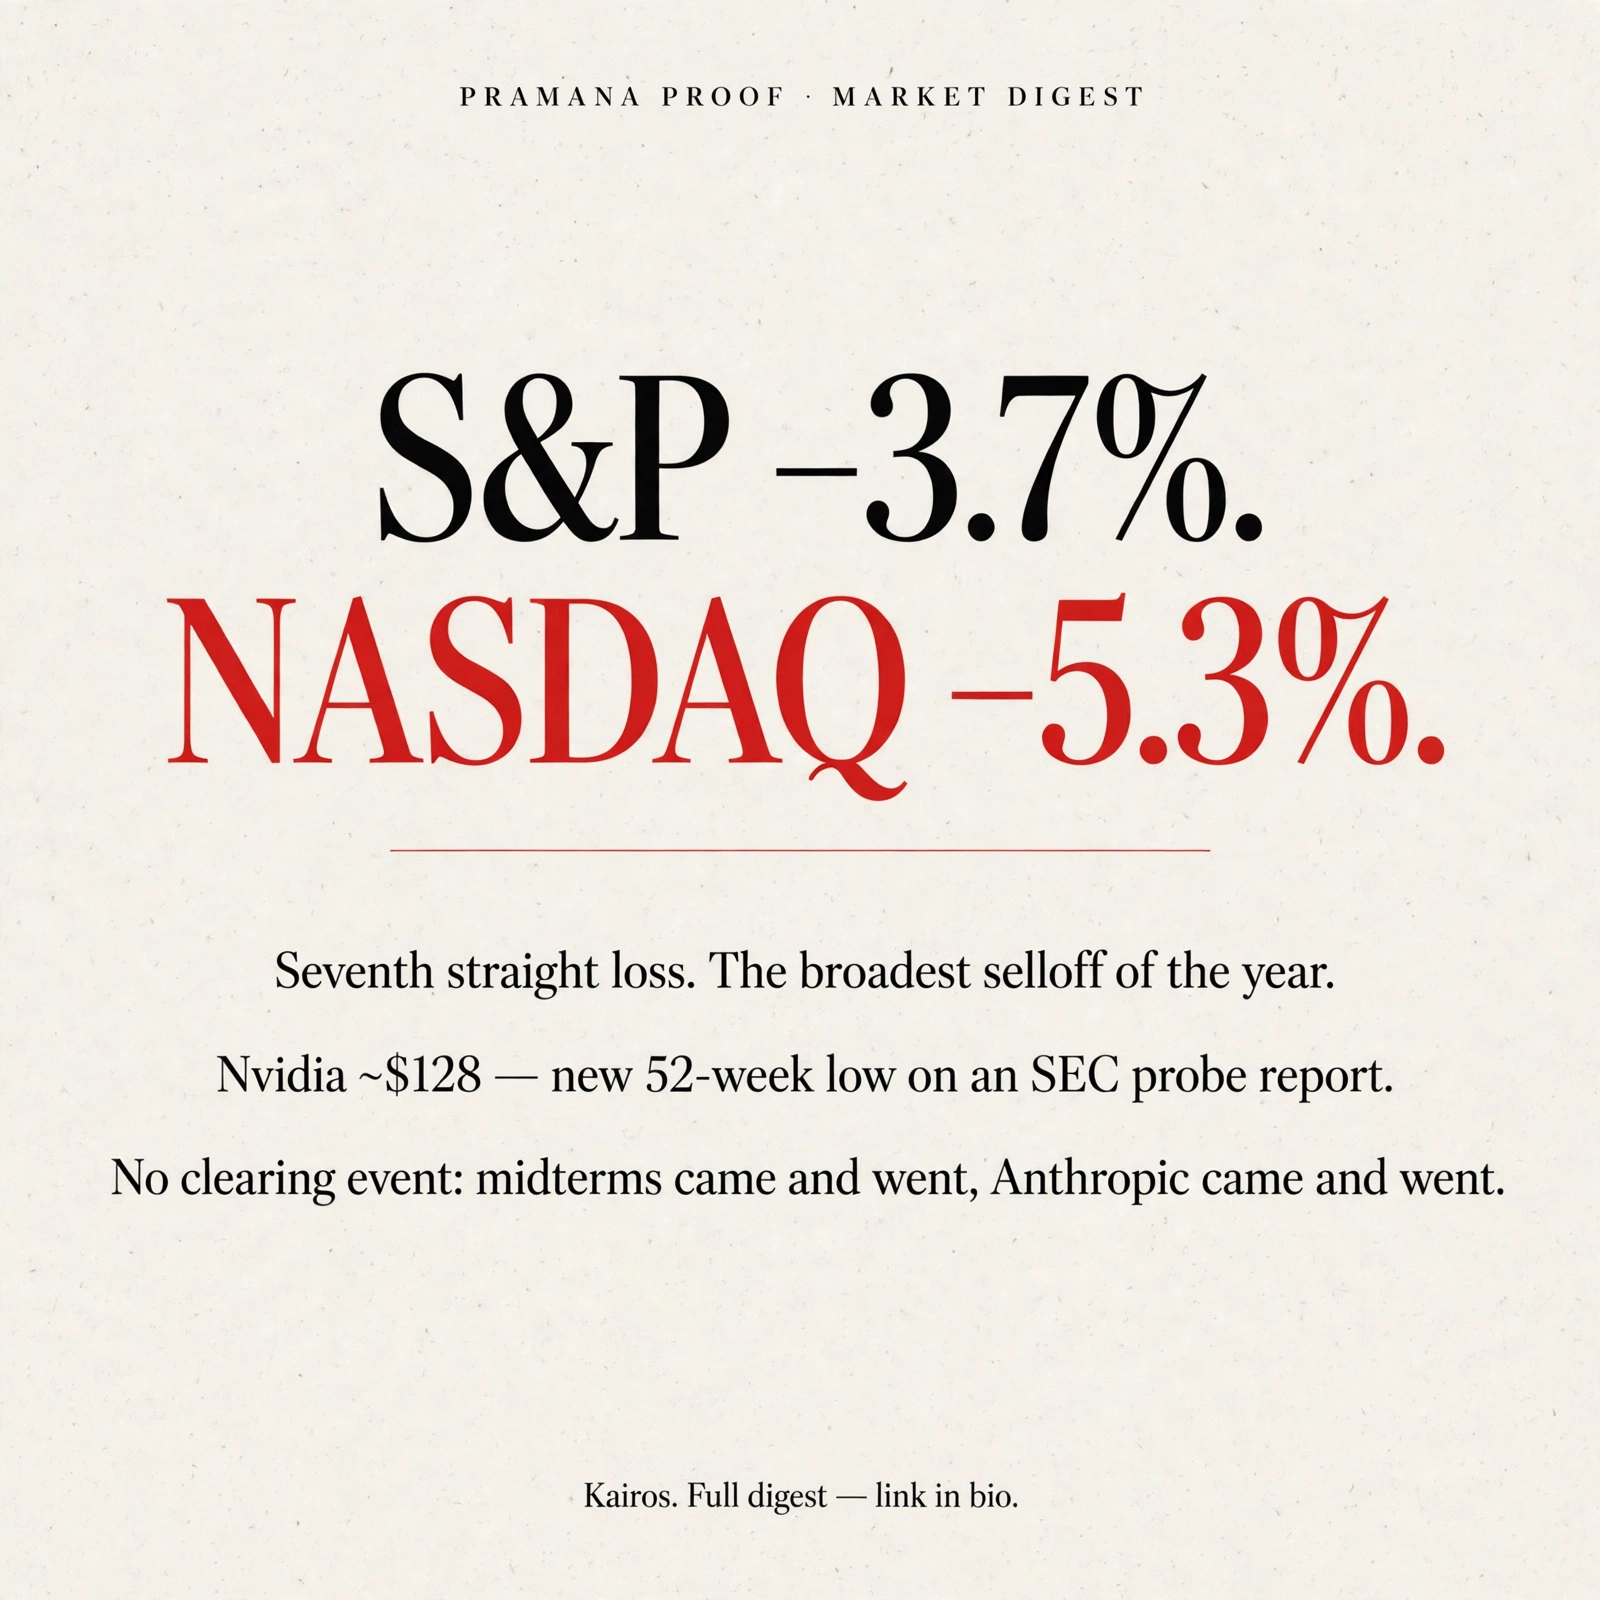 PRAMANA PROOF · MARKET DIGEST
S&P –3.7%.
NASDAQ –5.3%.
Seventh straight loss. The broadest selloff of the year.
Nvidia ~$128 — new 52-week low on an SEC probe report.
No clearing event: midterms came and went, Anthropic came and went.
Kairos. Full digest — link in bio.